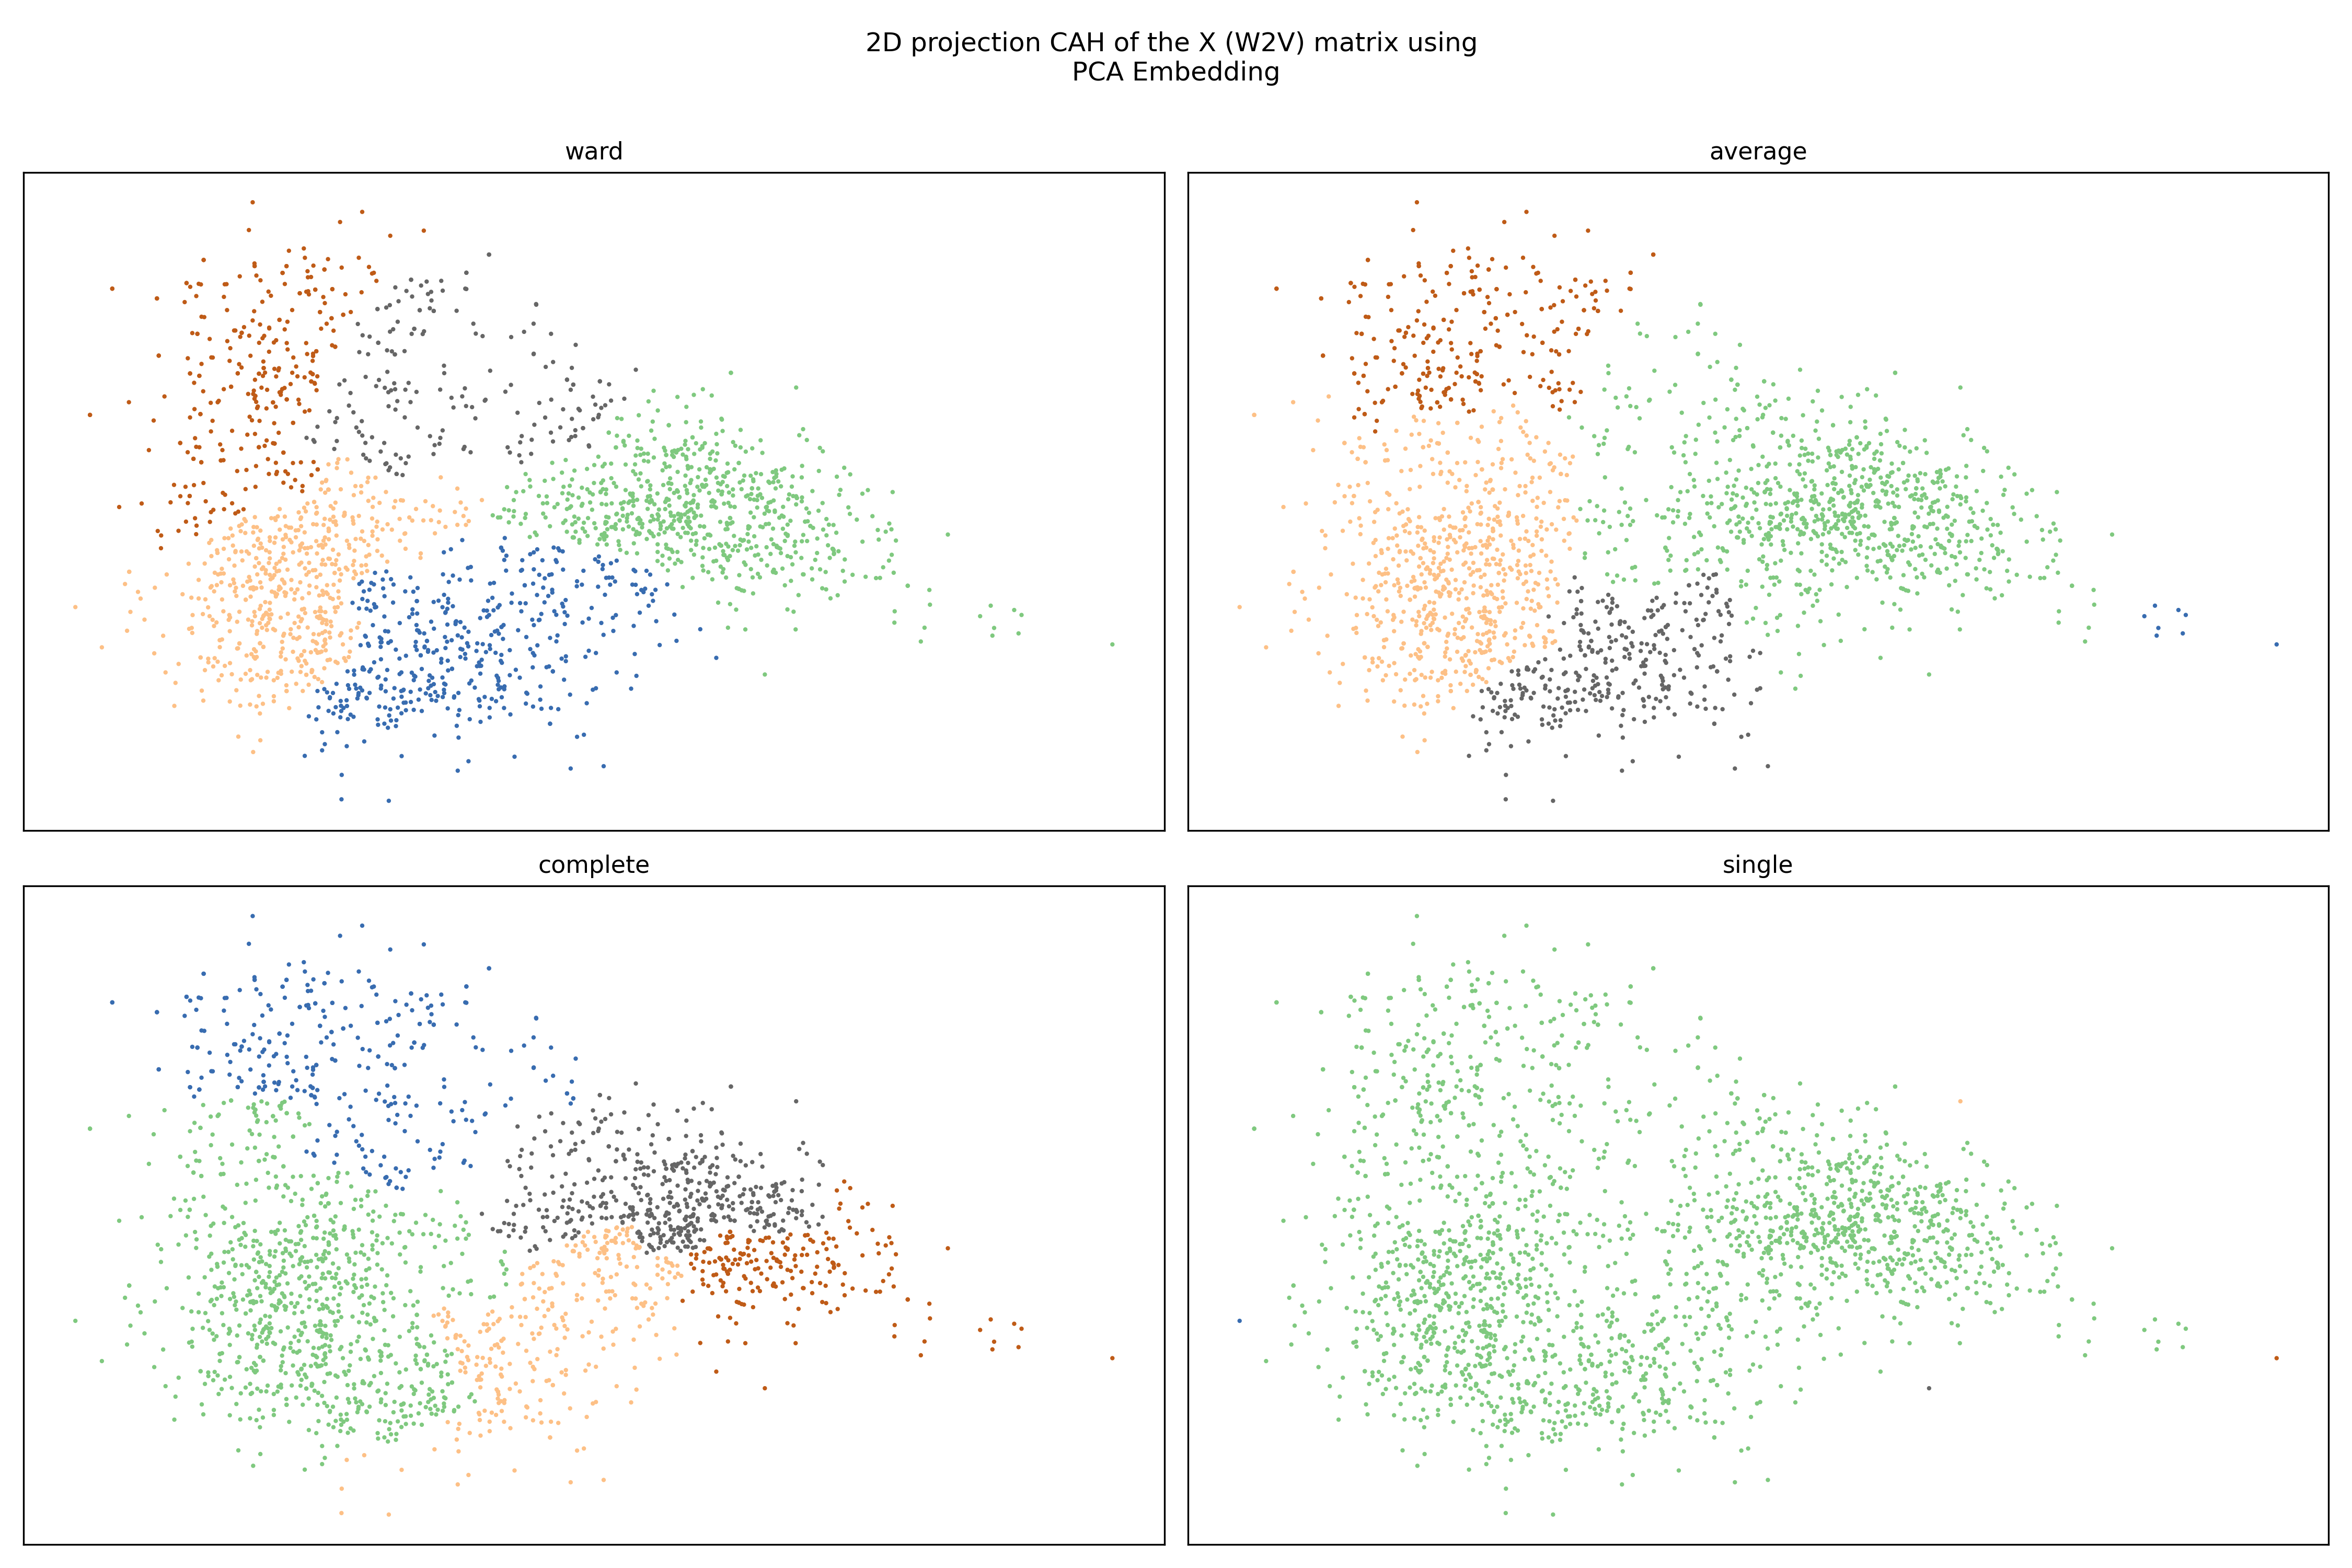 2D projection CAH of the X (W2V) matrix using
PCA Embedding
ward
average
complete
single